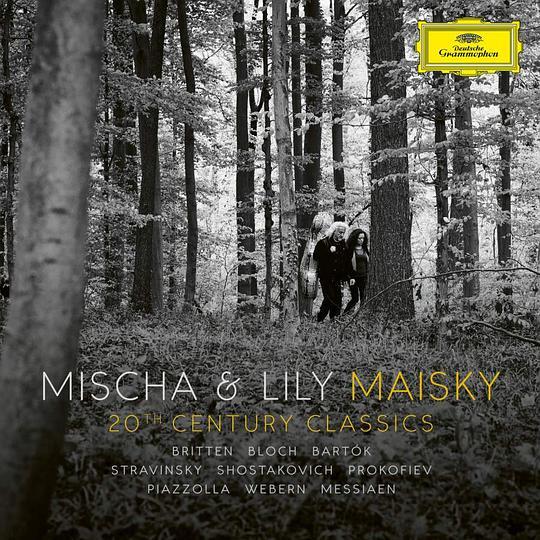 Deutsche
Grammophon
MISCHA & LILY MAISKY
20TH CENTURY CLASSICS
BRITTEN BLOCH BARTÓK
STRAVINSKY SHOSTAKOVICH PROKOFIEV
PIAZZOLLA WEBERN MESSIAEN